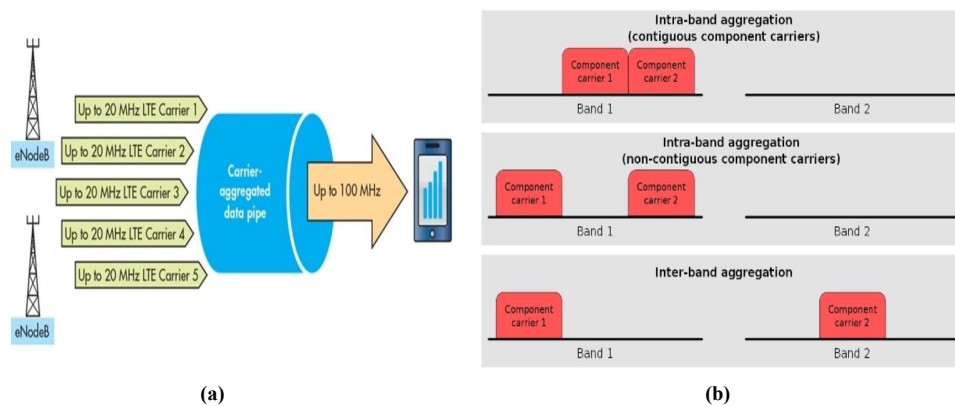 eNodeB
Up to 20 MHz LTE Carrier 1
Up to 20 MHz LTE Carrier 2
Up to 20 MHz LTE Carrier 3
Up to 20 MHz LTE Carrier 4
Up to 20 MHz LTE Carrier 5
eNodeB
Carrier-
aggregated
data pipe
Up to 100 MHz
(a)
Intra-band aggregation
(contiguous component carriers)
Component
carrier 1
Component
carrier 2
Band 1
Band 2
Intra-band aggregation
(non-contiguous component carriers)
Component
carrier 1
Component
carrier 2
Band 1
Band 2
Inter-band aggregation
Component
carrier 1
Component
carrier 2
Band 1
Band 2
(b)